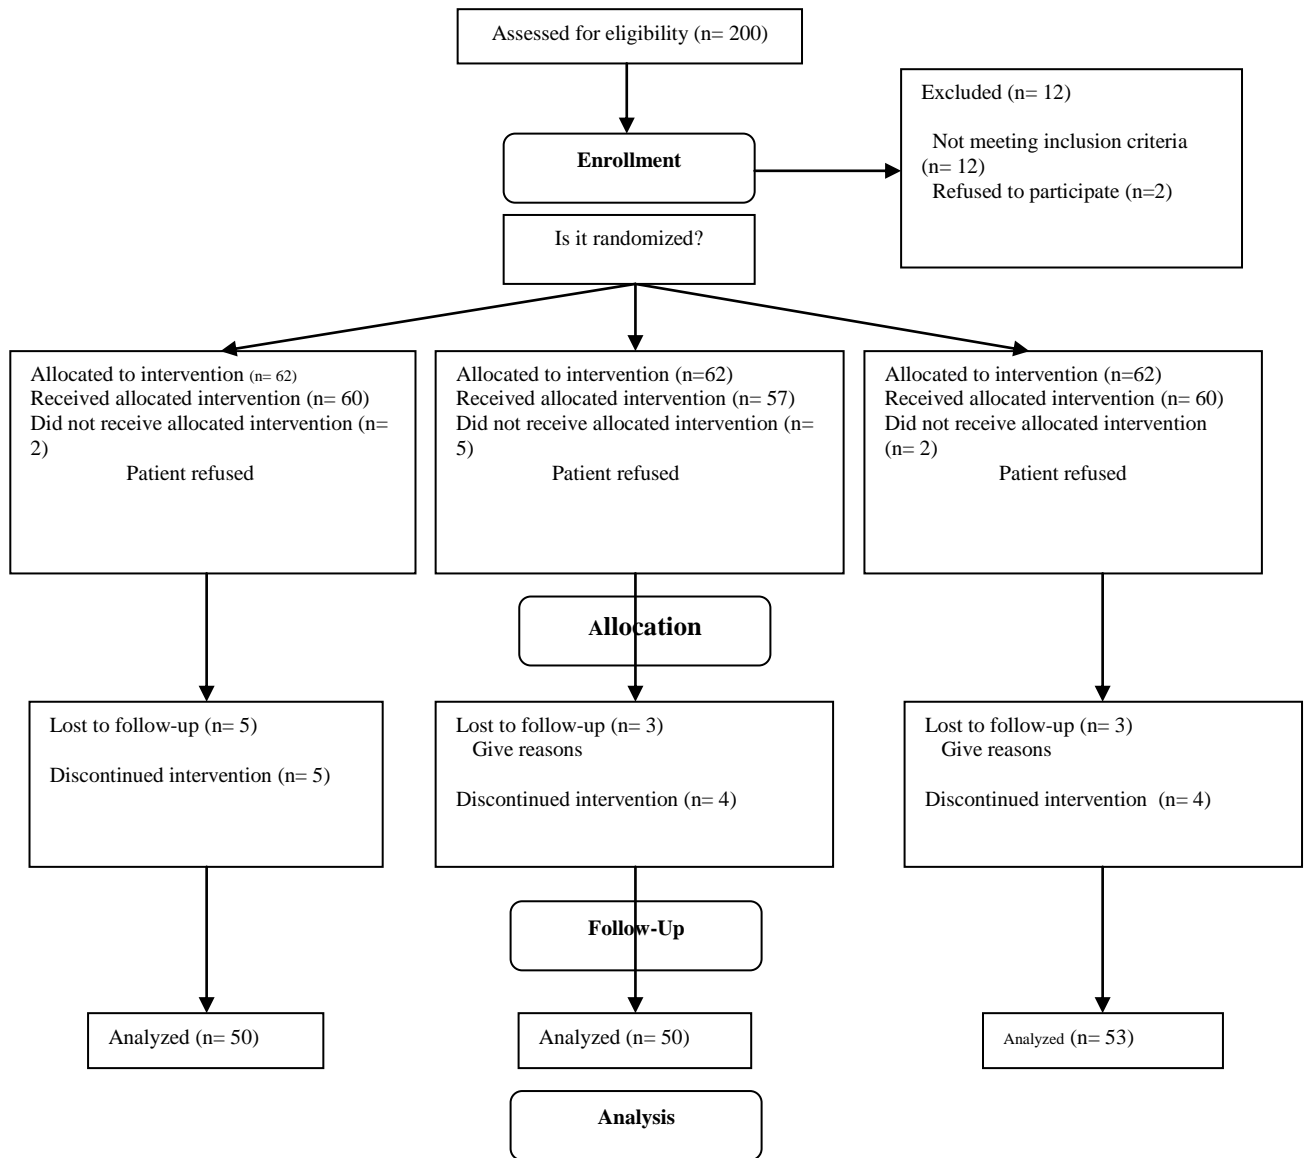 Assessed for eligibility (n= 200)
Excluded (n= 12)
Not meeting inclusion criteria
(n= 12)
Refused to participate (n=2)
Enrollment
Is it randomized?
Allocated to intervention (n= 62)
Received allocated intervention (n= 60)
Did not receive allocated intervention (n=
2)
Patient refused
Allocated to intervention (n=62)
Received allocated intervention (n= 57)
Did not receive allocated intervention (n=
5)
Patient refused
Allocated to intervention (n=62)
Received allocated intervention (n= 60)
Did not receive allocated intervention
(n= 2)
Patient refused
Allocation
Lost to follow-up (n= 5)
Discontinued intervention (n= 5)
Lost to follow-up (n= 3)
Give reasons
Discontinued intervention (n= 4)
Lost to follow-up (n= 3)
Give reasons
Discontinued intervention (n= 4)
Follow-Up
Analyzed (n= 50)
Analyzed (n= 50)
Analyzed (n= 53)
Analysis